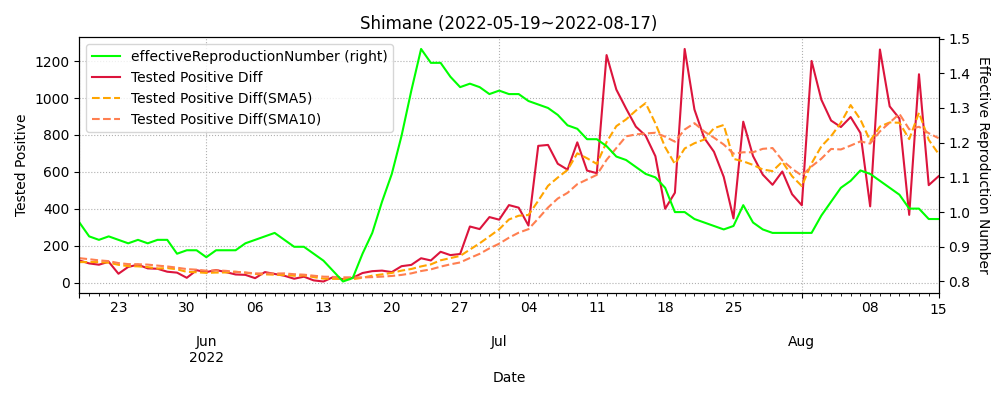 Shimane (2022-05-19~2022-08-17)
effectiveReproductionNumber (right)
Tested Positive Diff
Tested Positive Diff(SMA5)
Tested Positive Diff(SMA10)
Tested Positive
1200
1000
800
600
400
200
0
Effective Reproduction Number
1.5
1.4
1.3
1.2
1.1
1.0
0.9
0.8
23 30 06 13 20 27 04 11 18 25 08 15
Jun Jul Aug
2022
Date